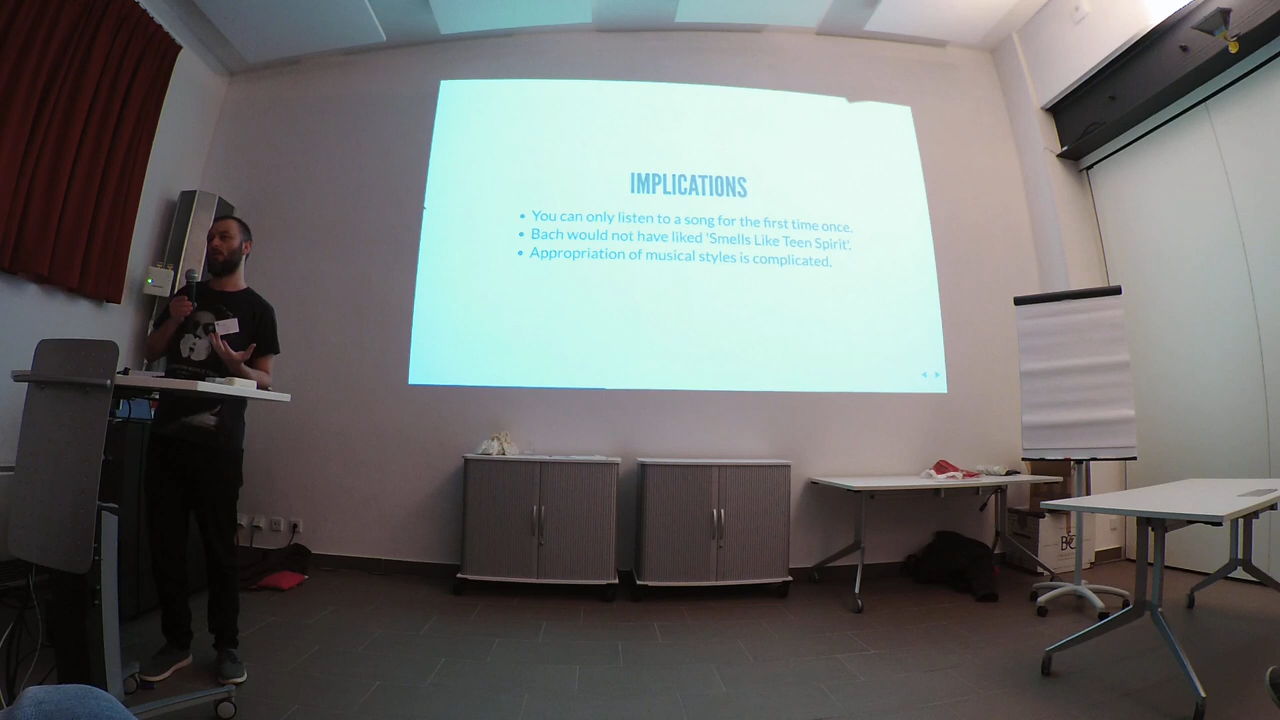 IMPLICATIONS
• You can only listen to a song for the first time once.
• Bach would not have liked 'Smells Like Teen Spirit'.
• Appropriation of musical styles is complicated.